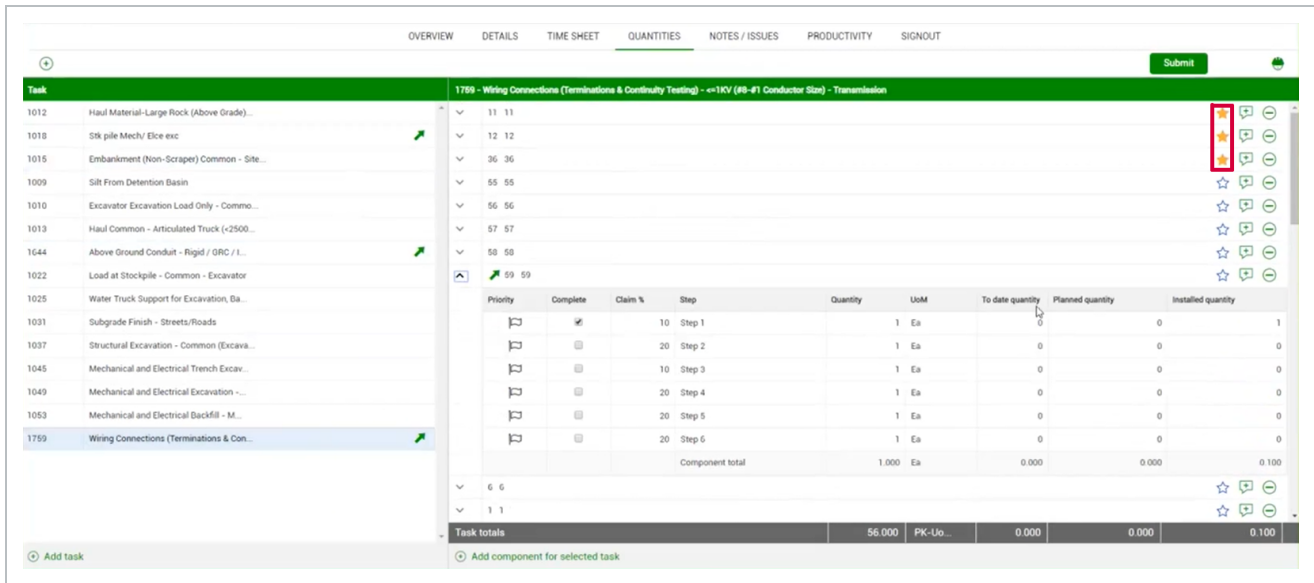 OVERVIEW DETAILS TIME SHEET QUANTITIES NOTES / ISSUES PRODUCTIVITY SIGNOUT
Submit
Task 1759 - Wiring Connections (Terminations & Continuity Testing) - <=1KV (#8-#1 Conductor Size) - Transmission
1012 Haul Material-Large Rock (Above Grade)... 11 11
1018 Stk pile Mech/ Elce exc 12 12
1015 Embankment (Non-Scraper) Common - Site... 36 36
1009 Silt From Detention Basin 55 55
1010 Excavator Excavation Load Only - Commo... 56 56
1013 Haul Common - Articulated Truck (<2500... 57 57
1644 Above Ground Conduit - Rigid / GRC / I... 58 58
1022 Load at Stockpile - Common - Excavator 59 59
1025 Water Truck Support for Excavation, Ba... Priority Complete Claim % Step Quantity UoM To date quantity Planned quantity Installed quantity
1031 Subgrade Finish - Streets/Roads 10 Step 1 1 Ea 0 0 1
1037 Structural Excavation - Common (Excava... 20 Step 2 1 Ea 0 0 0
1045 Mechanical and Electrical Trench Excav... 10 Step 3 1 Ea 0 0 0
1049 Mechanical and Electrical Excavation -... 20 Step 4 1 Ea 0 0 0
1053 Mechanical and Electrical Backfill - M... 20 Step 5 1 Ea 0 0 0
1759 Wiring Connections (Terminations & Con... 20 Step 6 1 Ea 0 0 0
Component total 1.000 Ea 0.000 0.000 0.100
6 6
1 1
Task totals 56.000 PK-Uo... 0.000 0.000 0.100
Add task Add component for selected task